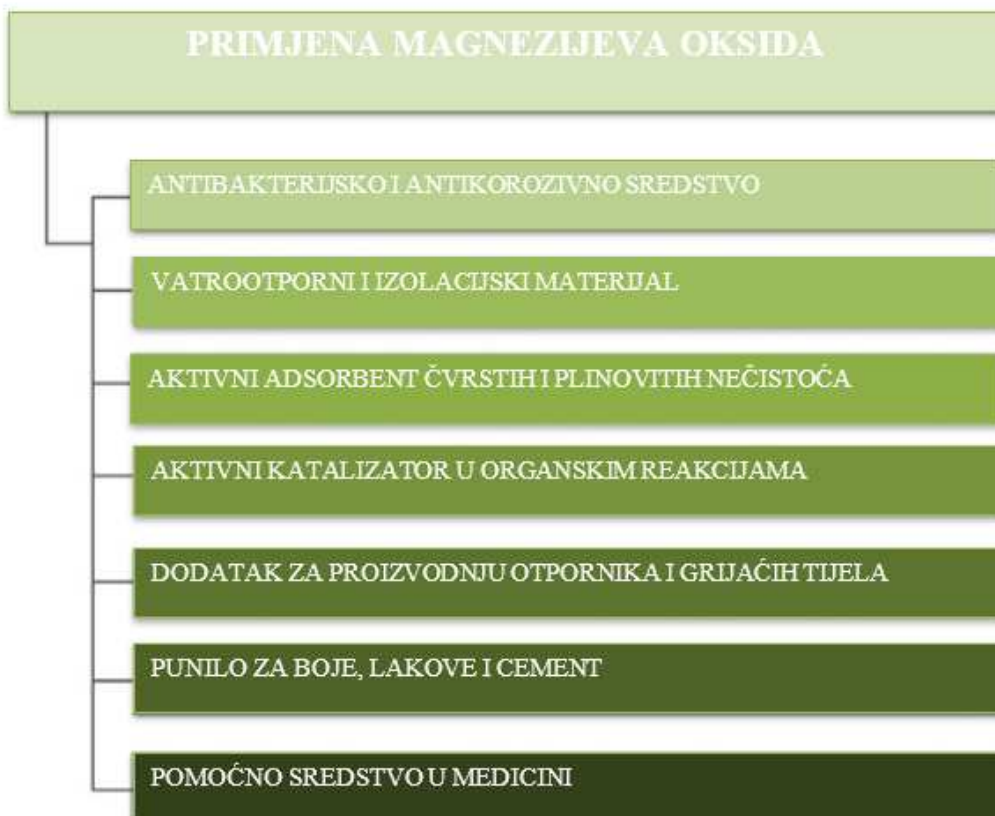 PRIMJENA MAGNEZIJEVA OKSIDA
ANTIBAKTERIJSKO I ANTIKOROZIVNO SREDSTVO
VATROOTPORNI I IZOLACIJSKI MATERIJAL
AKTIVNI ADSORBENT ČVRSTIH I PLINOVITIH NEČISTOĆA
AKTIVNI KATALIZATOR U ORGANSKIM REAKCIJAMA
DODATAK ZA PROIZVODNJU OTPORNIKA I GRIJAĆIH TIJELA
PUNILO ZA BOJE, LAKOVE I CEMENT
POMOĆNO SREDSTVO U MEDICINI